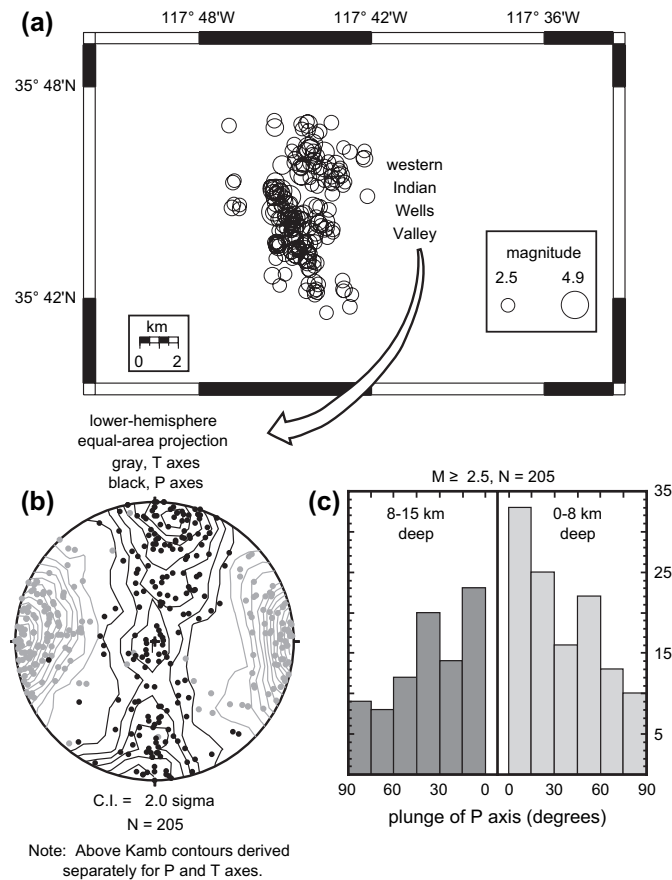 (a)
117° 48'W 117° 42'W 117° 36'W
35° 48'N
35° 42'N
western
Indian
Wells
Valley
magnitude
2.5 4.9
km
0 2
lower-hemisphere
equal-area projection
gray, T axes
black, P axes
(b)
C.I. = 2.0 sigma
N = 205
Note: Above Kamb contours derived
separately for P and T axes.
(c)
M ≥ 2.5, N = 205
8-15 km
deep
0-8 km
deep
35
25
15
5
90 60 30 0 0 30 60 90
plunge of P axis (degrees)